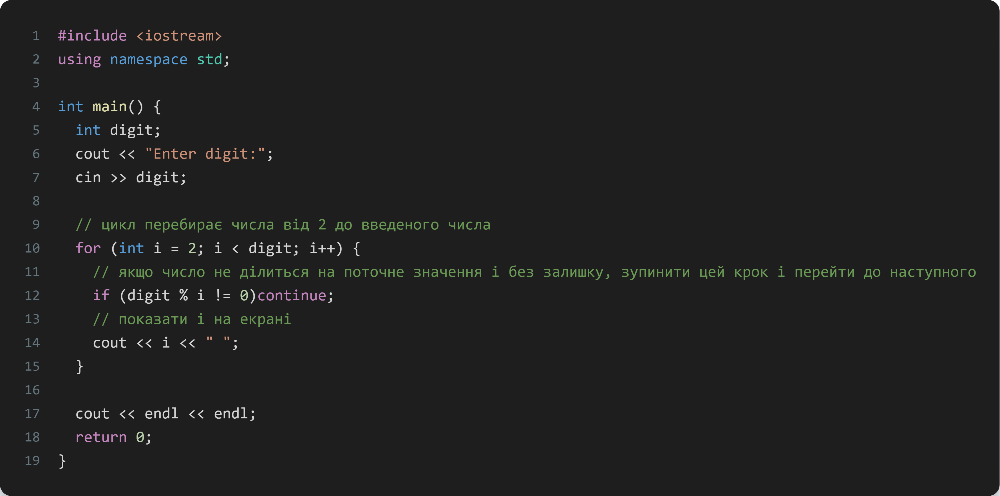 1 #include <iostream>
2 using namespace std;
3
4 int main() {
5   int digit;
6   cout << "Enter digit:";
7   cin >> digit;
8
9   // цикл перебирає числа від 2 до введеного числа
10   for (int i = 2; i < digit; i++) {
11     // якщо число не ділиться на поточне значення і без залишку, зупинити цей крок і перейти до наступного
12     if (digit % i != 0)continue;
13     // показати і на екрані
14     cout << i << " ";
15   }
16
17   cout << endl << endl;
18   return 0;
19 }